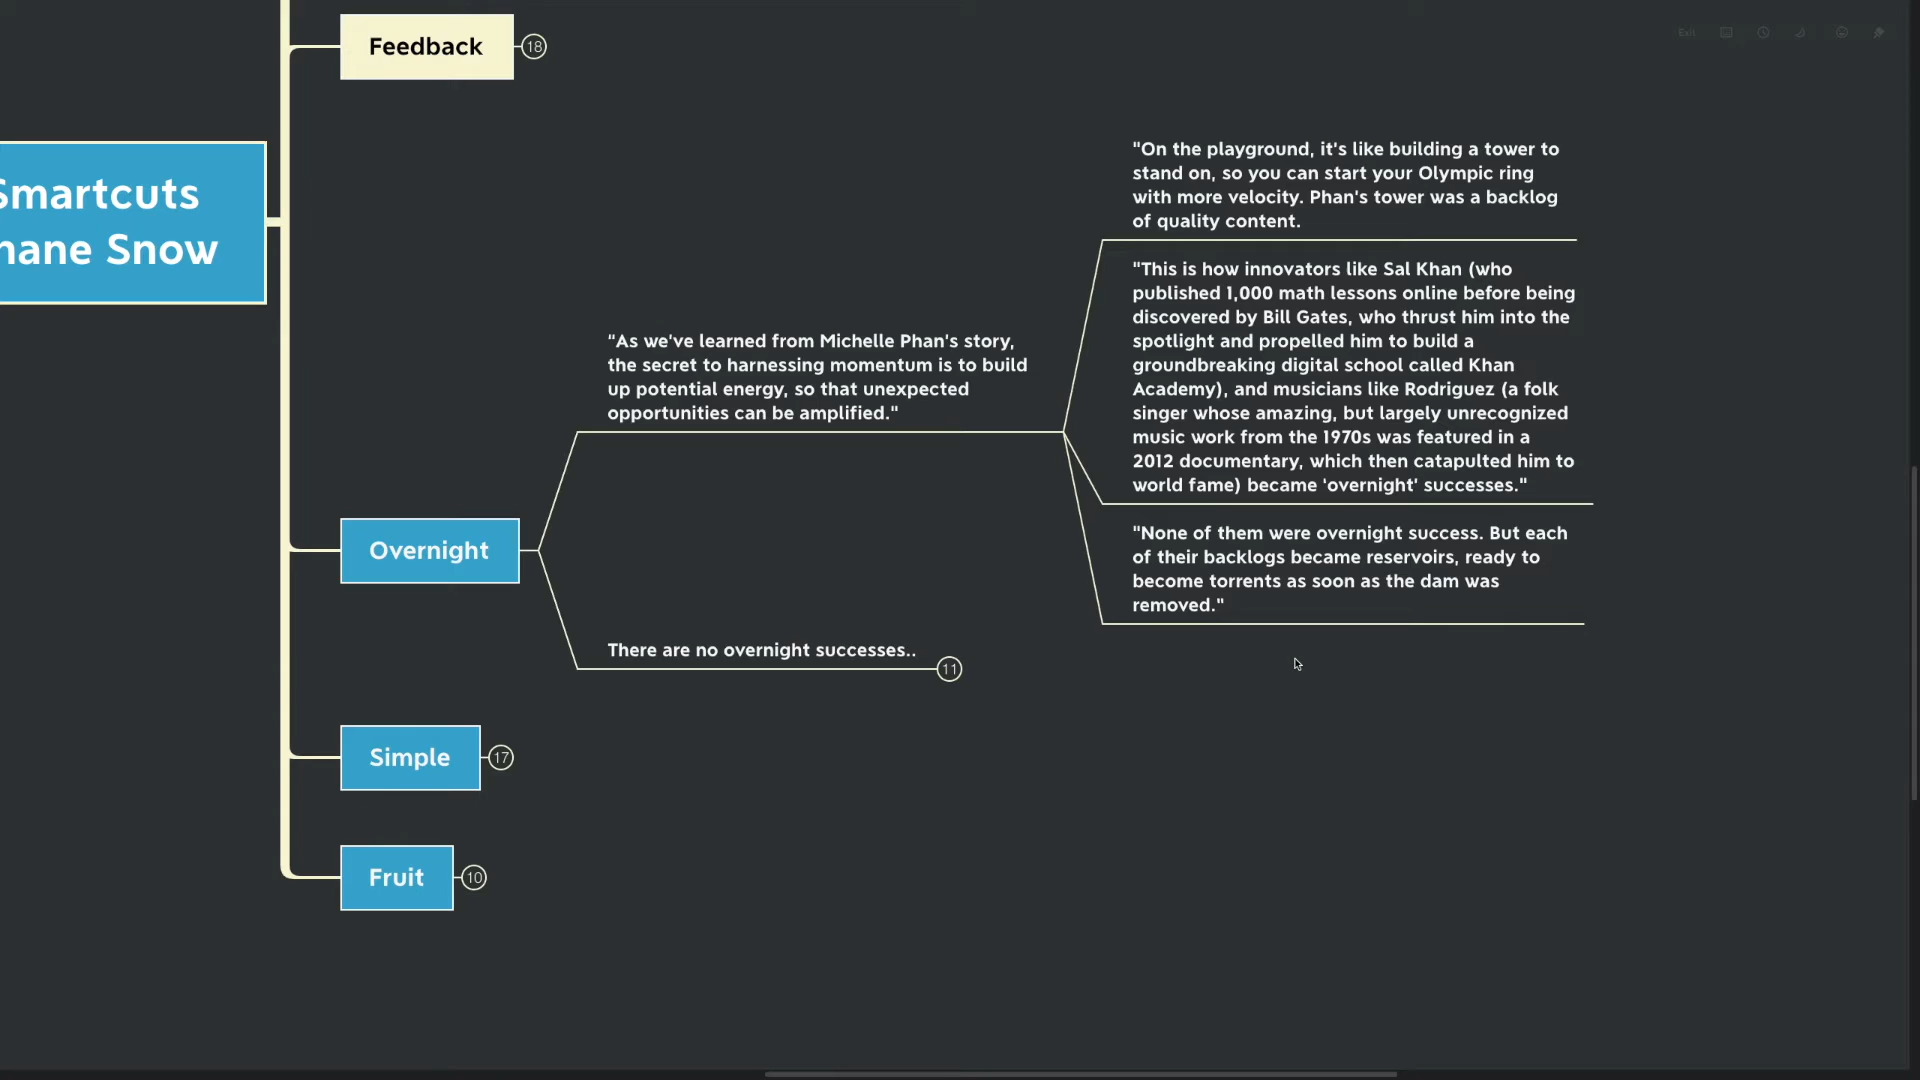 Feedback
18
Exit
Smartcuts
hane Snow
"On the playground, it's like building a tower to
stand on, so you can start your Olympic ring
with more velocity. Phan's tower was a backlog
of quality content.
"This is how innovators like Sal Khan (who
published 1,000 math lessons online before being
discovered by Bill Gates, who thrust him into the
spotlight and propelled him to build a
groundbreaking digital school called Khan
Academy), and musicians like Rodriguez (a folk
singer whose amazing, but largely unrecognized
music work from the 1970s was featured in a
2012 documentary, which then catapulted him to
world fame) became 'overnight' successes."
"None of them were overnight success. But each
of their backlogs became reservoirs, ready to
become torrents as soon as the dam was
removed."
"As we've learned from Michelle Phan's story,
the secret to harnessing momentum is to build
up potential energy, so that unexpected
opportunities can be amplified."
Overnight
There are no overnight successes..
11
Simple
17
Fruit
10